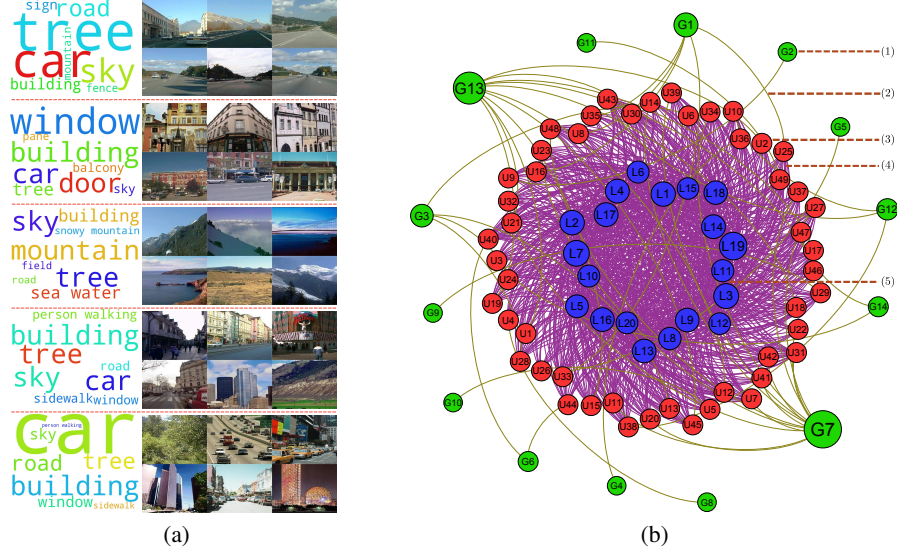 sign road
tree
mountain
car sky
building fence
window
pane
building
balcony
car door
tree sky
sky building
snowy mountain
mountain
field
road tree
sea water
person walking
building
tree
road
sky car
sidewalk window
car
person walking
sky
road tree
building
window sidewalk
(a)
G1
G11
G2 (1)
G13
(2)
U39
U43 U14
U35 U30 U6 U34 U10
G5
U48 U8 U36 U2 (3)
U23 U25
U16 (4)
U9 L6 U49
L4 L1 L15 L18 U37
U32 U27
G3 L17 G12
U21 L2 L14
U40 L19 U47
U3 L7 U17
L10 L11 U46
U24 (5)
U19 L5 L3 U29
G9 U18 G14
U4 L16 L20 L9 L12
U1 U22
L13 L8
U28 U42 U31
U26 U33 U41
G10 U44 U15 U11 U12 U7
U13 U5
U38 U20 U45 G7
G6
G4
G8
(b)